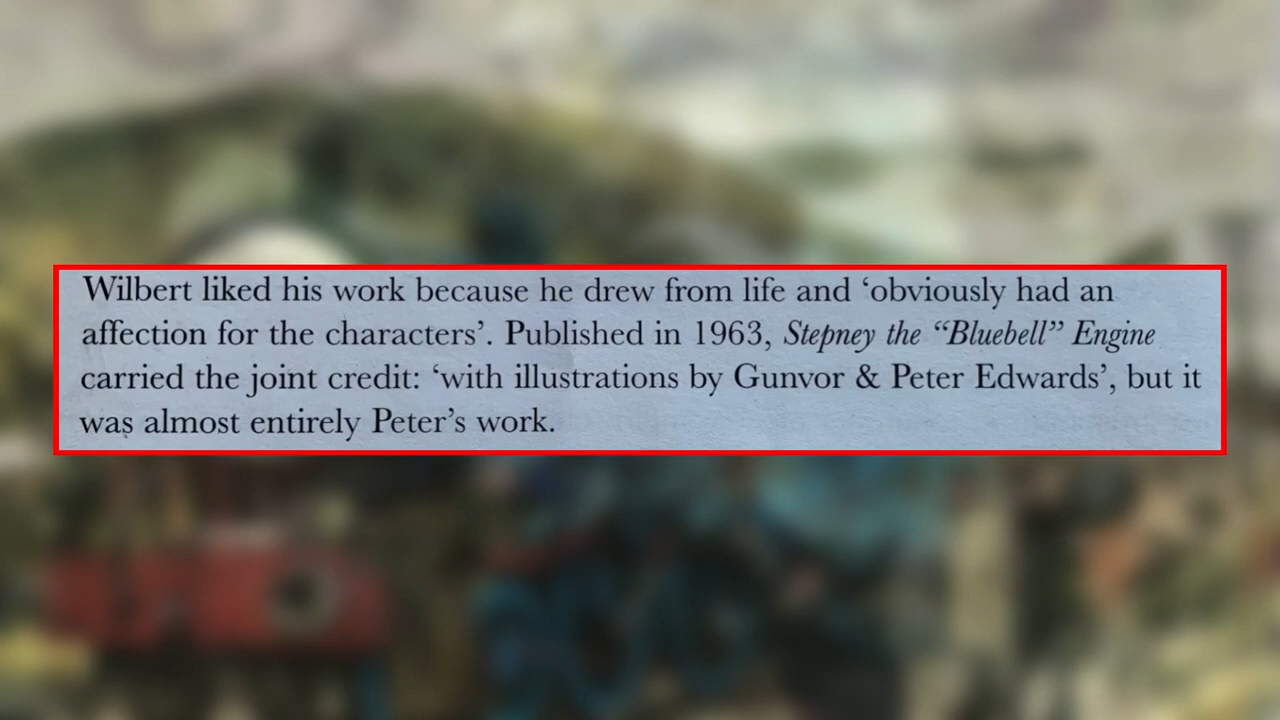 Wilbert liked his work because he drew from life and ‘obviously had an
affection for the characters’. Published in 1963, Stepney the “Bluebell” Engine
carried the joint credit: ‘with illustrations by Gunvor & Peter Edwards’, but it
was almost entirely Peter’s work.